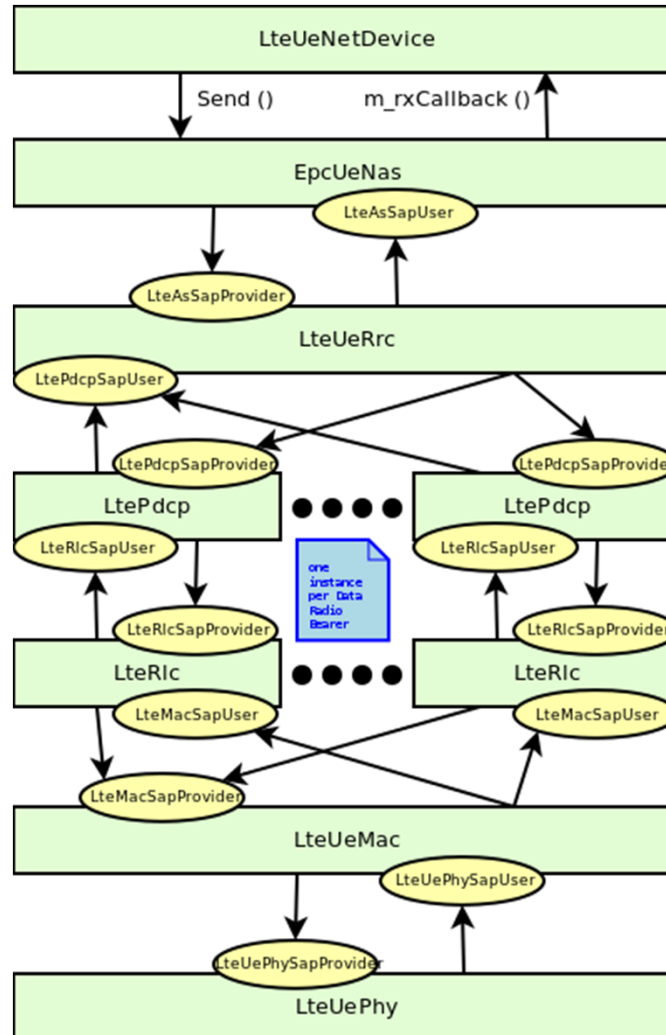 LteUeNetDevice
Send ()
m_rxCallback ()
EpcUeNas
LteAsSapUser
LteAsSapProvider
LteUeRrc
LtePdcpSapUser
LtePdcpSapProvider
LtePdcpSapProvide
LtePdcp
LtePdcp
LteRlcSapUser
LteRlcSapUser
one
instance
per Data
Radio
Bearer
LteRlcSapProvider
LteRlcSapProvide
LteRlc
LteRlc
LteMacSapUser
LteMacSapUser
LteMacSapProvider
LteUeMac
LteUePhySapUser
LteUePhySapProvider
LteUePhy